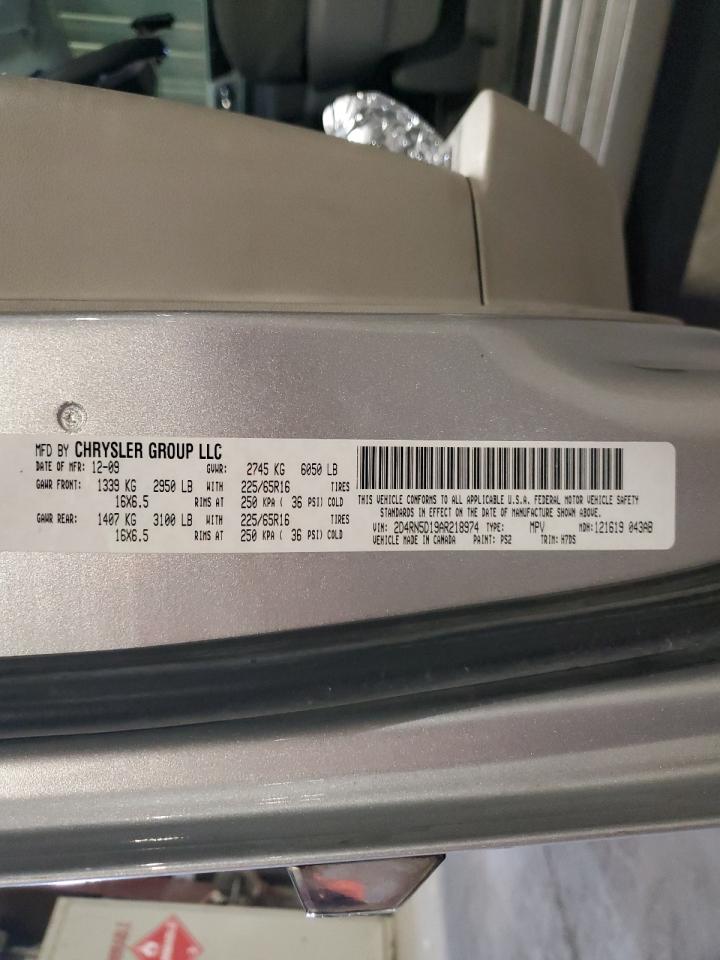 MFD BY CHRYSLER GROUP LLC
DATE OF MFR: 12-09 GVWR: 2745 KG 6050 LB
GAWR FRONT: 1339 KG 2950 LB WITH 225/65R16 TIRES
16X6.5 RIMS AT 250 KPA ( 36 PSI) COLD
GAWR REAR: 1407 KG 3100 LB WITH 225/65R16 TIRES
16X6.5 RIMS AT 250 KPA ( 36 PSI) COLD
THIS VEHICLE CONFORMS TO ALL APPLICABLE U.S.A. FEDERAL MOTOR VEHICLE SAFETY
STANDARDS IN EFFECT ON THE DATE OF MANUFACTURE SHOWN ABOVE.
VIN: 2D4RN5D19AR218974 TYPE: MPV MDH:121619 043AB
VEHICLE MADE IN CANADA PAINT: PS2 TRIM: H7DS